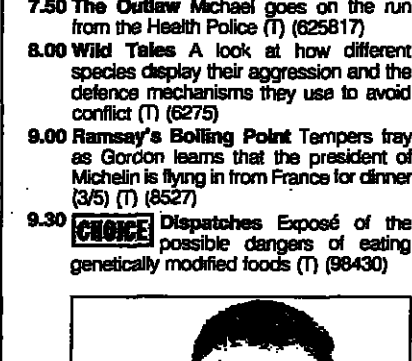 7.50 The Outlaw Michael goes on the run
from the Health Police (T) (625817)
8.00 Wild Tales A look at how different
species display their aggression and the
defence mechanisms they use to avoid
conflict (T) (6275)
9.00 Ramsay's Boiling Point Tempers fray
as Gordon learns that the president of
Michelin is flying in from France for dinner
(3/5) (T) (8527)
9.30 CHOICE Dispatches Exposé of the
possible dangers of eating
genetically modified foods (T) (98430)